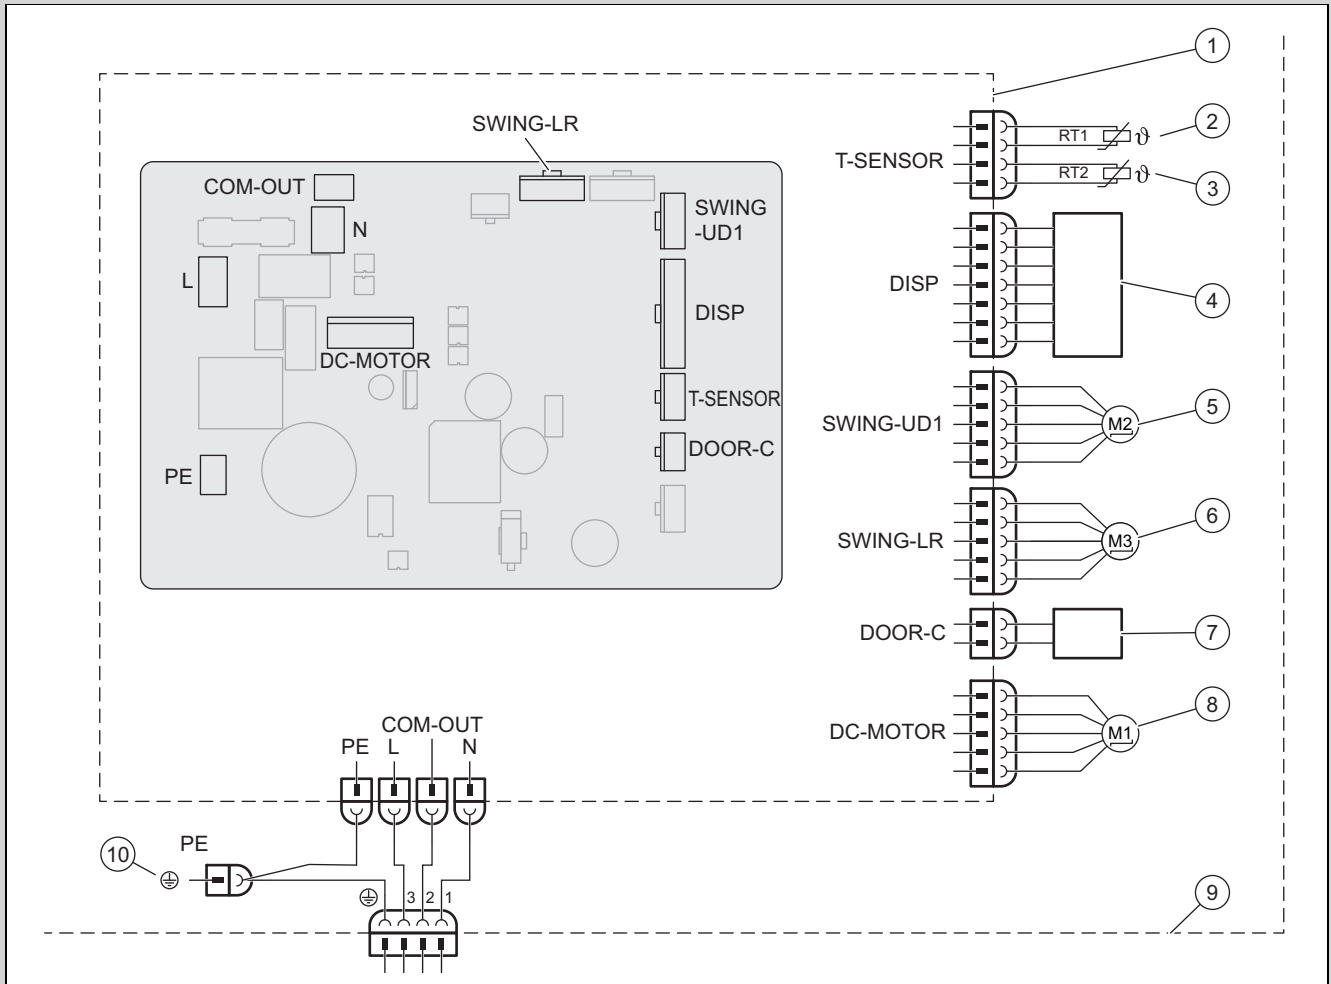 1
SWING-LR
RT1 ϑ
2
T-SENSOR
RT2 ϑ
3
COM-OUT
N
SWING
-UD1
L
DISP
DISP
4
DC-MOTOR
T-SENSOR
SWING-UD1
M2
5
DOOR-C
PE
SWING-LR
M3
6
DOOR-C
7
DC-MOTOR
M1
8
COM-OUT
PE L N
PE
10
3 2 1
9